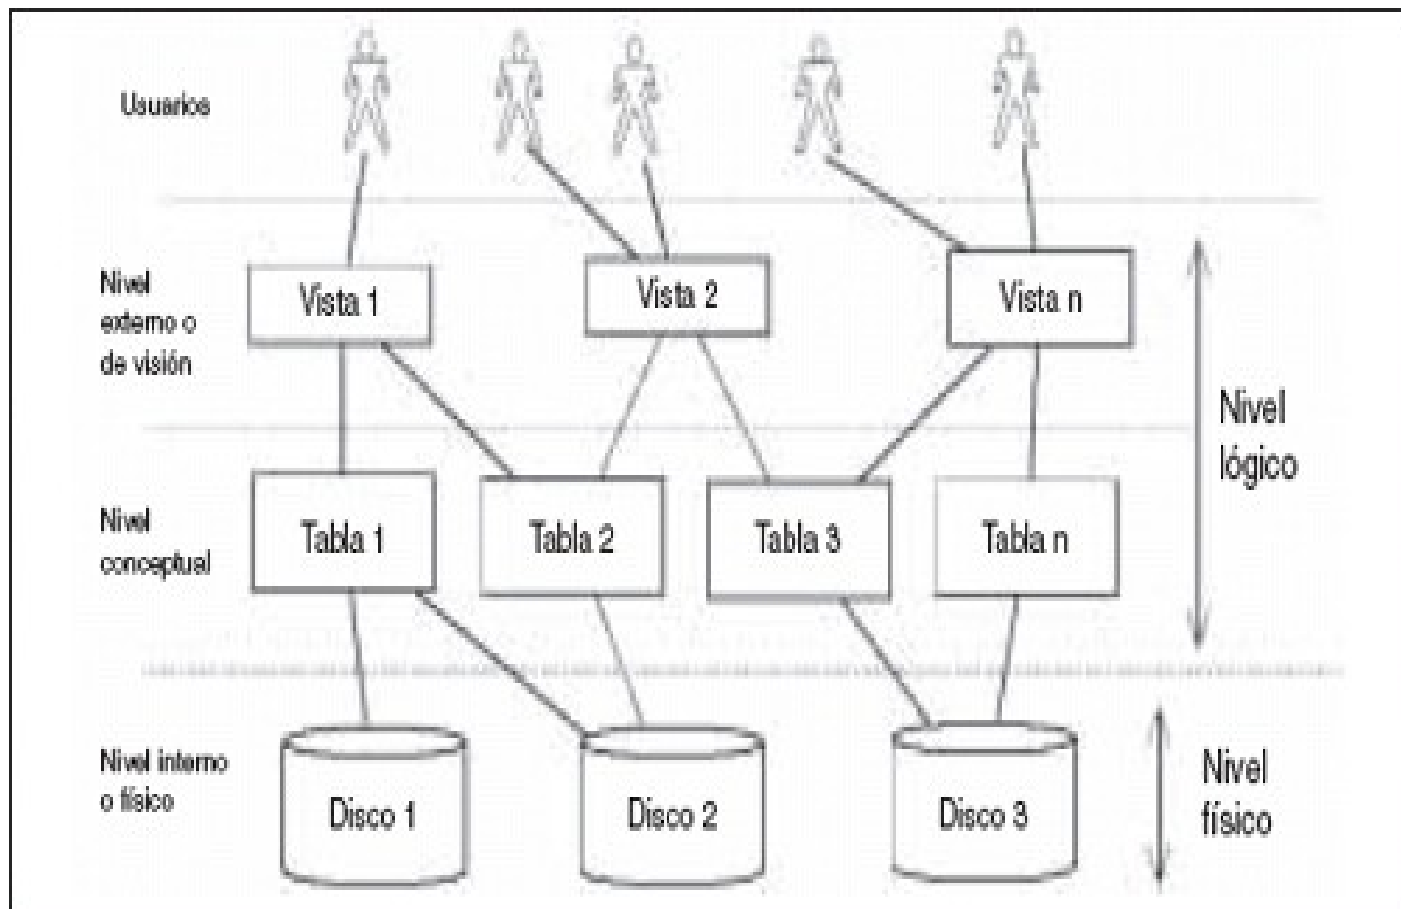 Usuarios
Nivel
externo o
de visión
Vista 1
Vista 2
Vista n
Nivel
lógico
Nivel
conceptual
Tabla 1
Tabla 2
Tabla 3
Tabla n
Nivel interno
o físico
Disco 1
Disco 2
Disco 3
Nivel
físico